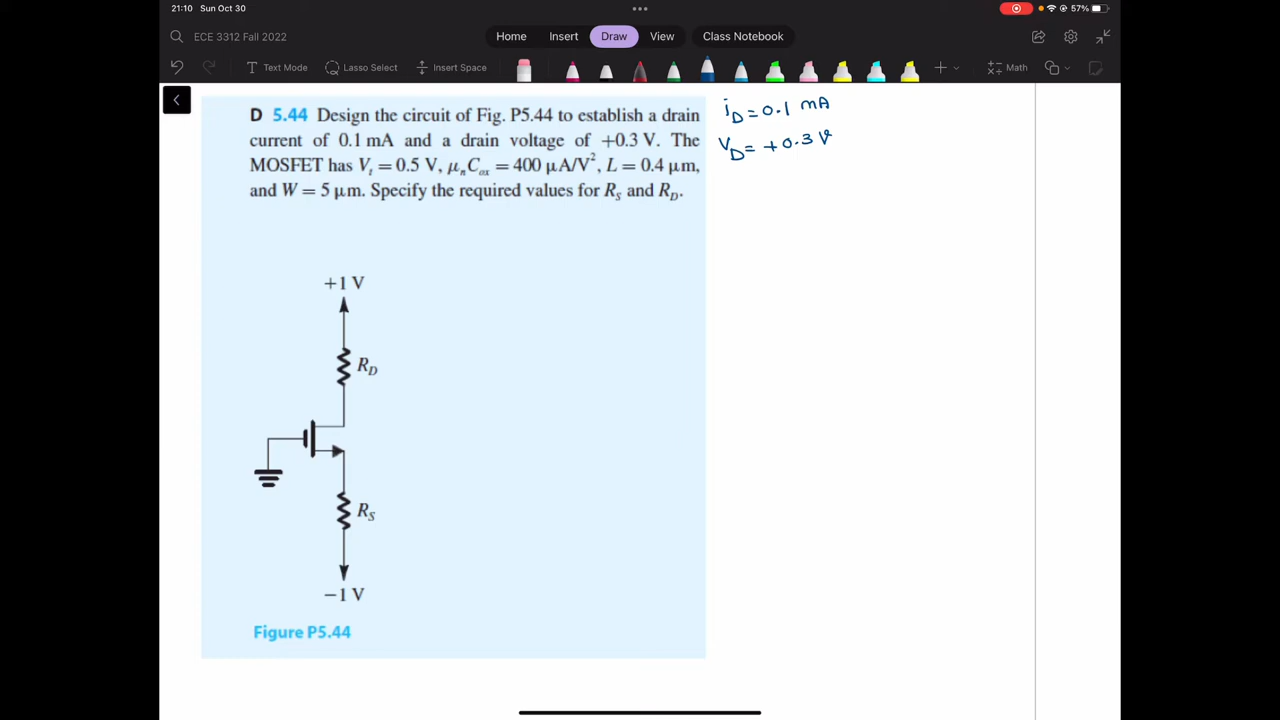 21:10 Sun Oct 30
57%
ECE 3312 Fall 2022
Home Insert Draw View Class Notebook
Text Mode Lasso Select Insert Space Math
D 5.44 Design the circuit of Fig. P5.44 to establish a drain
current of 0.1 mA and a drain voltage of +0.3 V. The
MOSFET has Vt = 0.5 V, μnCox = 400 μA/V², L = 0.4 μm,
and W = 5 μm. Specify the required values for RS and RD.
iD = 0.1 mA
VD = +0.3 V
+1 V
RD
RS
−1 V
Figure P5.44